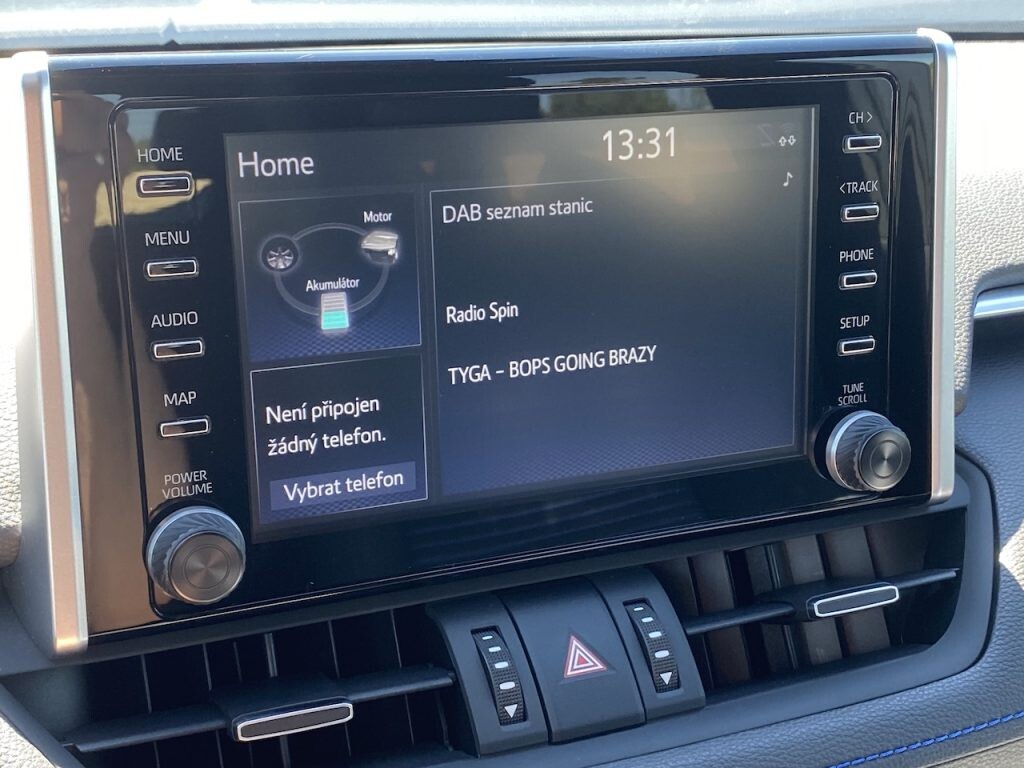 HOME
MENU
AUDIO
MAP
POWER
VOLUME
Home
13:31
Motor
Akumulátor
Není připojen
žádný telefon.
Vybrat telefon
DAB seznam stanic
Radio Spin
TYGA – BOPS GOING BRAZY
CH >
< TRACK
PHONE
SETUP
TUNE
SCROLL